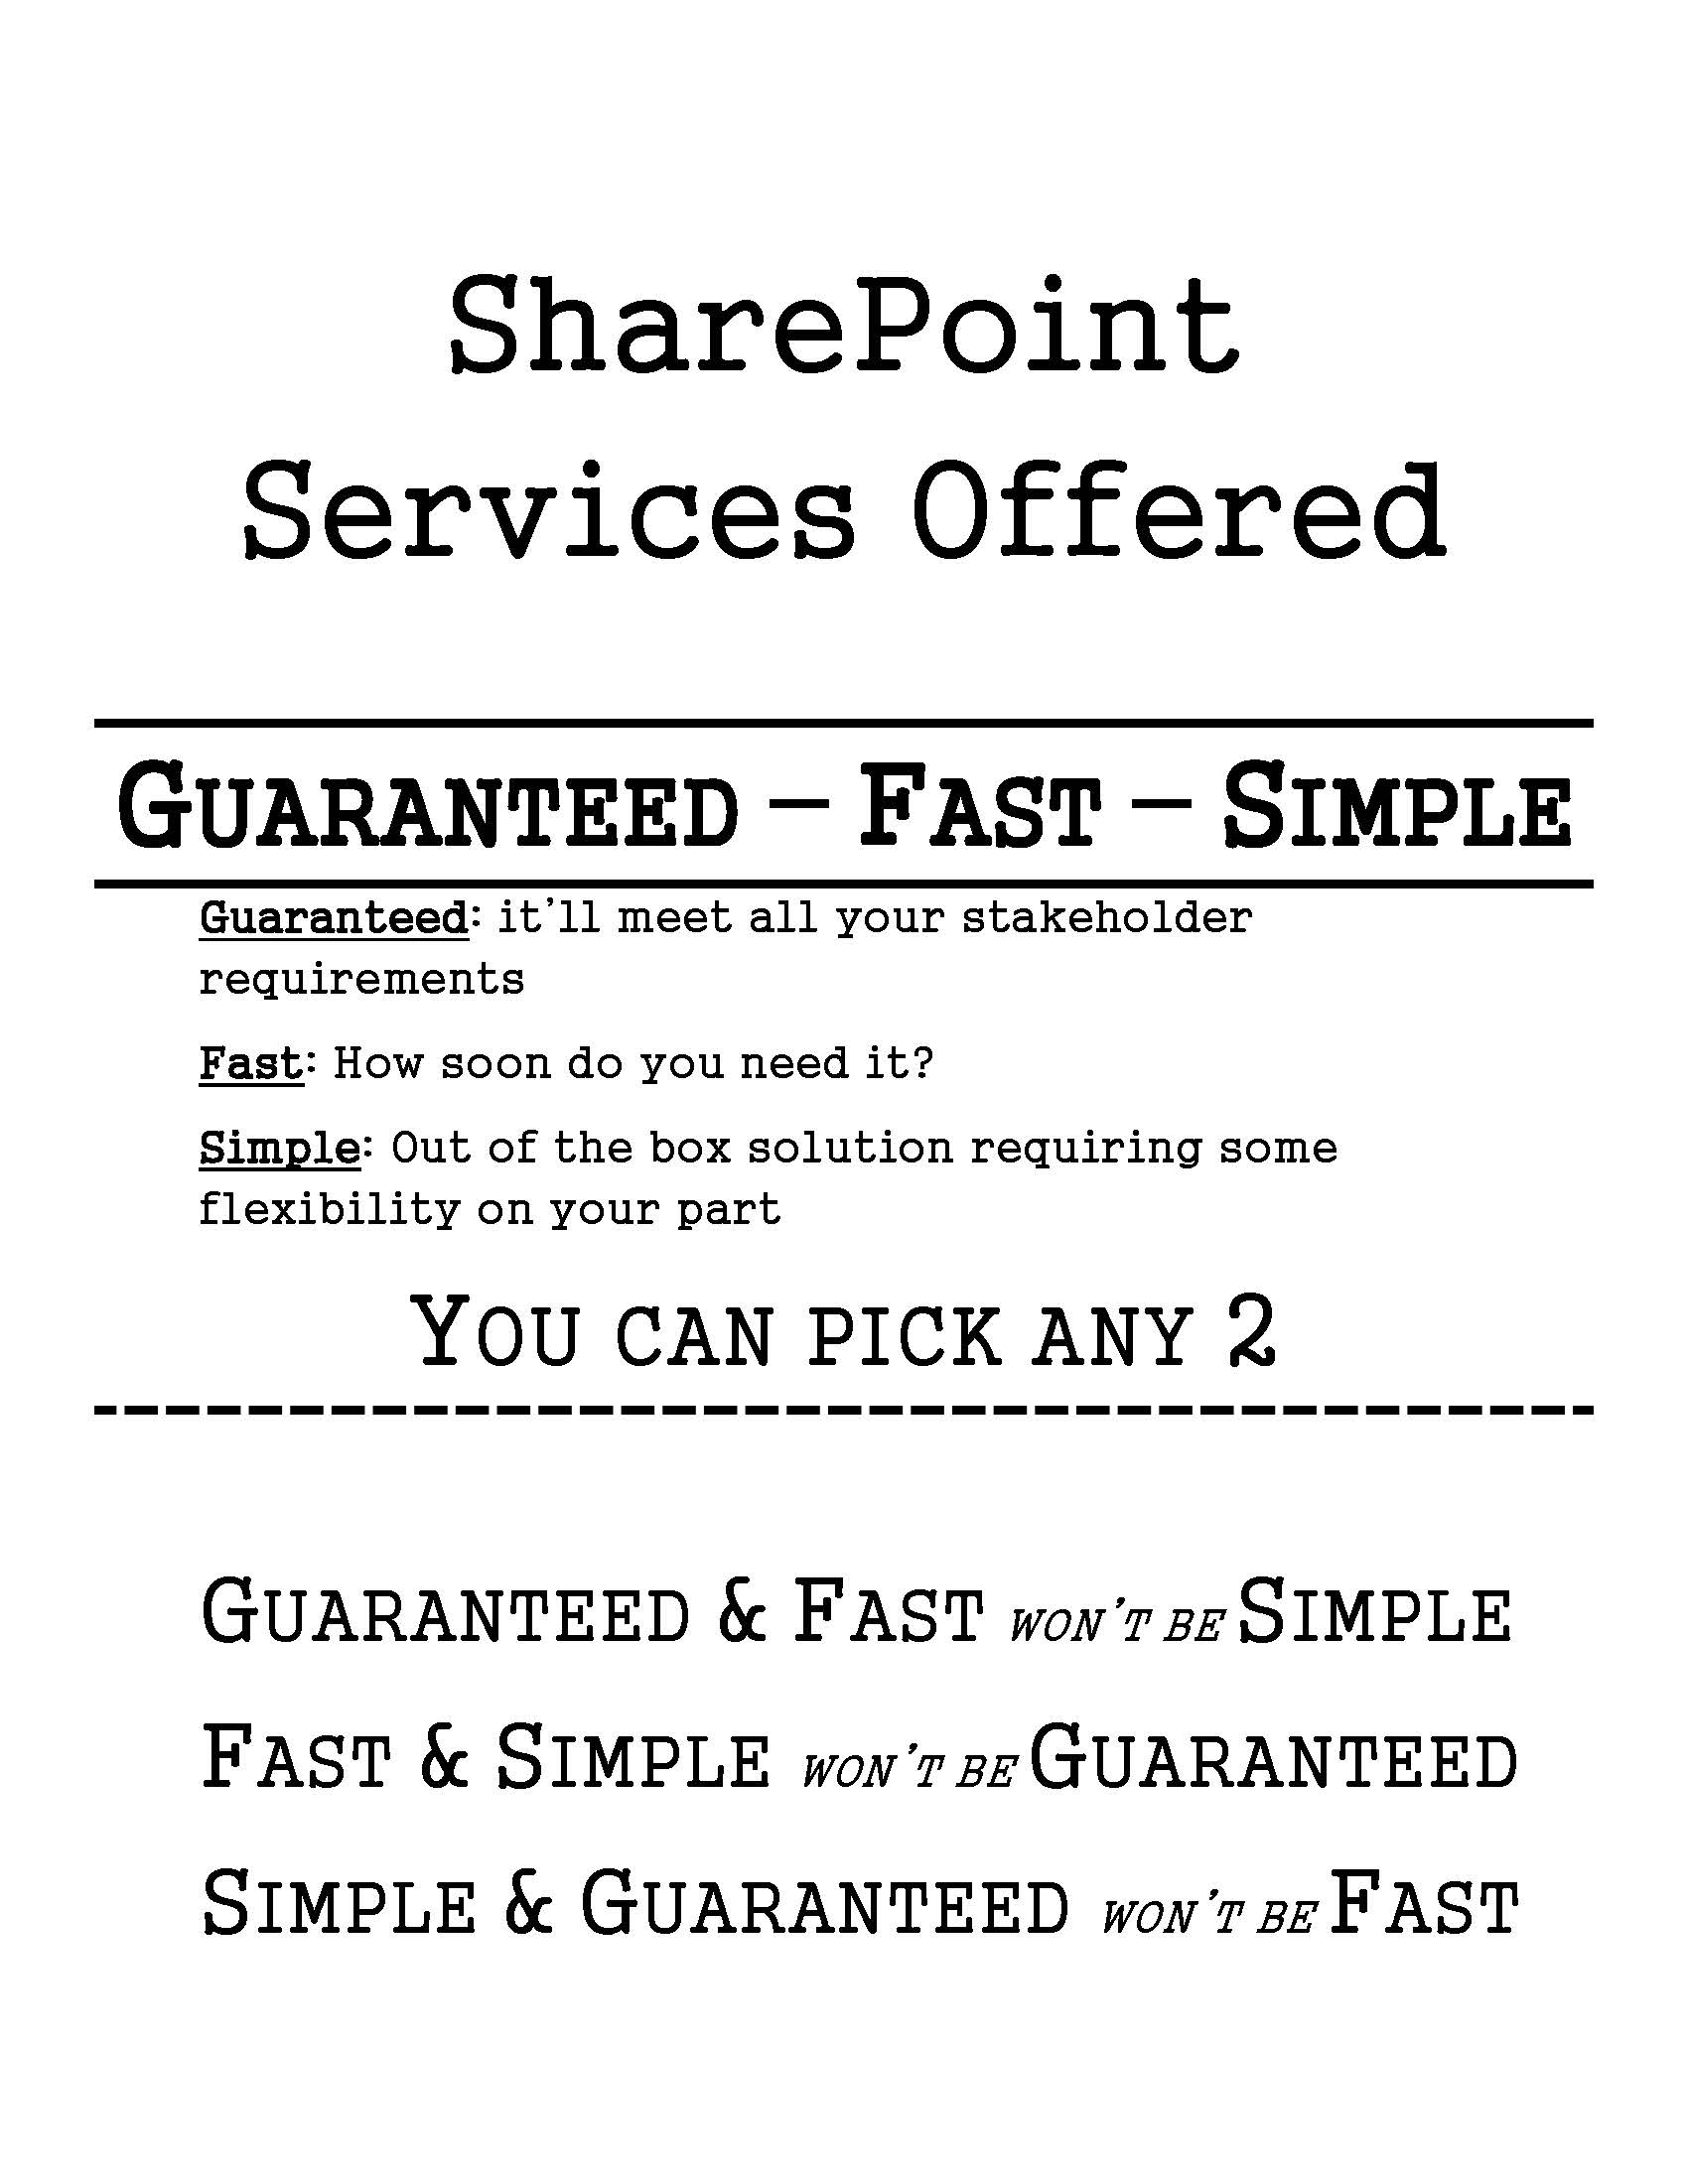 SharePoint
Services Offered
GUARANTEED – FAST – SIMPLE
Guaranteed: it’ll meet all your stakeholder
requirements
Fast: How soon do you need it?
Simple: Out of the box solution requiring some
flexibility on your part
YOU CAN PICK ANY 2
GUARANTEED & FAST WON’T BE SIMPLE
FAST & SIMPLE WON’T BE GUARANTEED
SIMPLE & GUARANTEED WON’T BE FAST